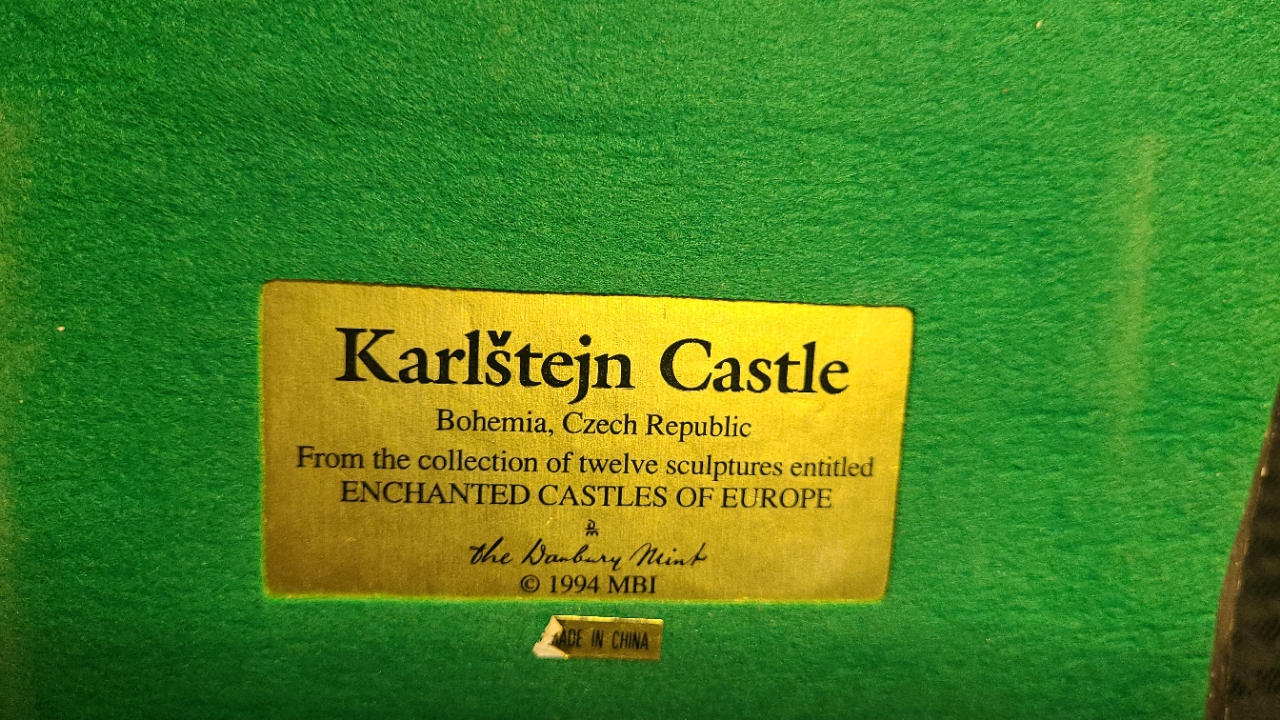 Karlštejn Castle
Bohemia, Czech Republic
From the collection of twelve sculptures entitled
ENCHANTED CASTLES OF EUROPE
The Danbury Mint
© 1994 MBI
MADE IN CHINA